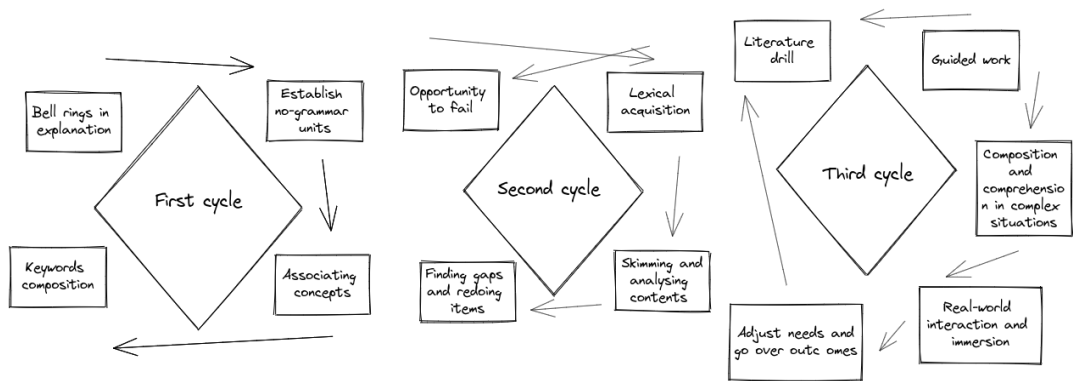 Bell rings in
explanation
Establish
no-grammar
units
First cycle
Keywords
composition
Associating
concepts
Opportunity
to fail
Lexical
acquisition
Second cycle
Finding gaps
and redoing
items
Skimming and
analysing
contents
Literature
drill
Guided work
Third cycle
Composition
and
comprehensio
n in complex
situations
Real-world
interaction and
immersion
Adjust needs and
go over outc omes